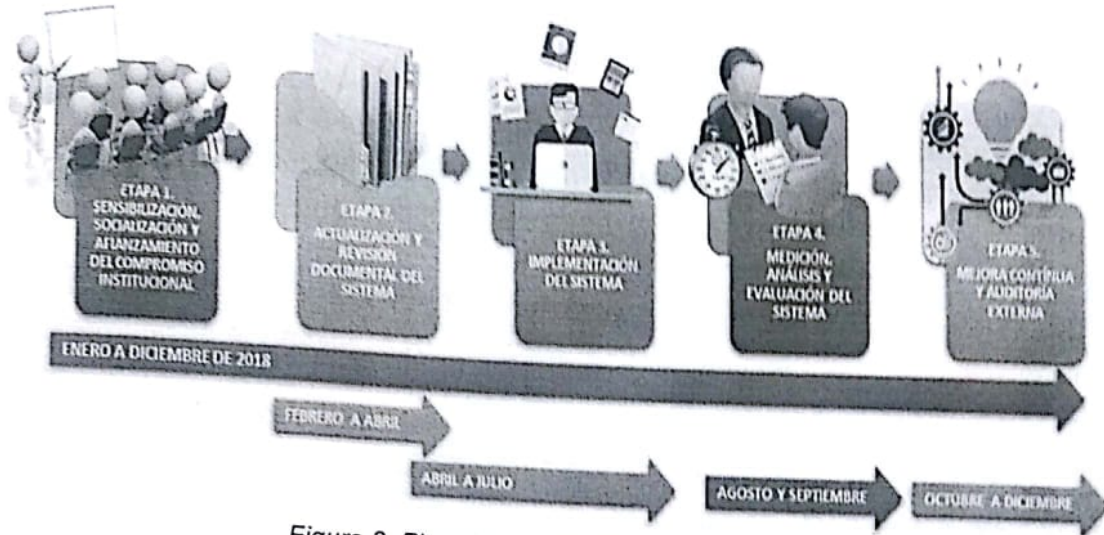 ETAPA 1.
SENSIBILIZACIÓN,
SOCIALIZACIÓN Y
AFIANZAMIENTO
DEL COMPROMISO
INSTITUCIONAL
ETAPA 2.
ACTUALIZACIÓN Y
REVISIÓN
DOCUMENTAL DEL
SISTEMA
ETAPA 3.
IMPLEMENTACIÓN
DEL SISTEMA
ETAPA 4.
MEDICIÓN,
ANÁLISIS Y
EVALUACIÓN DEL
SISTEMA
ETAPA 5.
MEJORA CONTÍNUA
Y AUDITORÍA
EXTERNA
ENERO A DICIEMBRE DE 2018
FEBRERO A ABRIL
ABRIL A JULIO
AGOSTO Y SEPTIEMBRE
OCTUBRE A DICIEMBRE
Figura